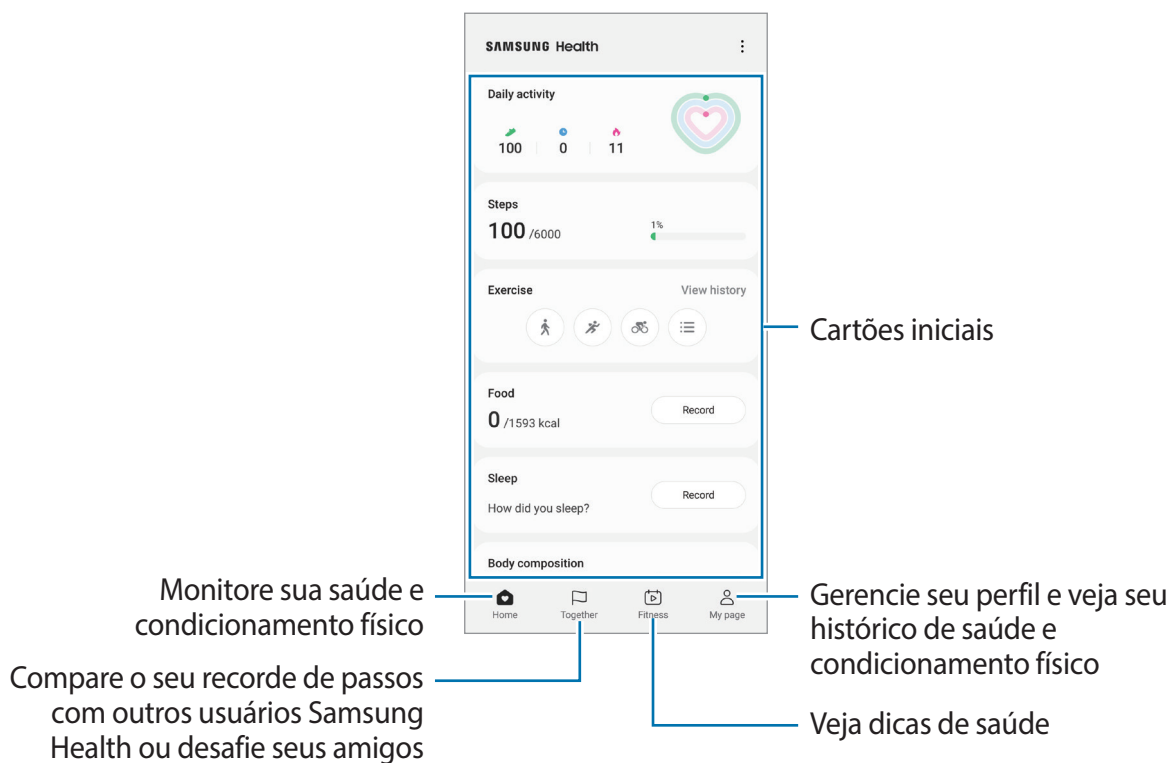 SAMSUNG Health
Daily activity
100 0 11
Steps
100 /6000
1%
Exercise View history
Food
0 /1593 kcal
Record
Sleep
How did you sleep?
Record
Body composition
Home Together Fitness My page
Cartões iniciais
Monitore sua saúde e
condicionamento físico
Compare o seu recorde de passos
com outros usuários Samsung
Health ou desafie seus amigos
Gerencie seu perfil e veja seu
histórico de saúde e
condicionamento físico
Veja dicas de saúde